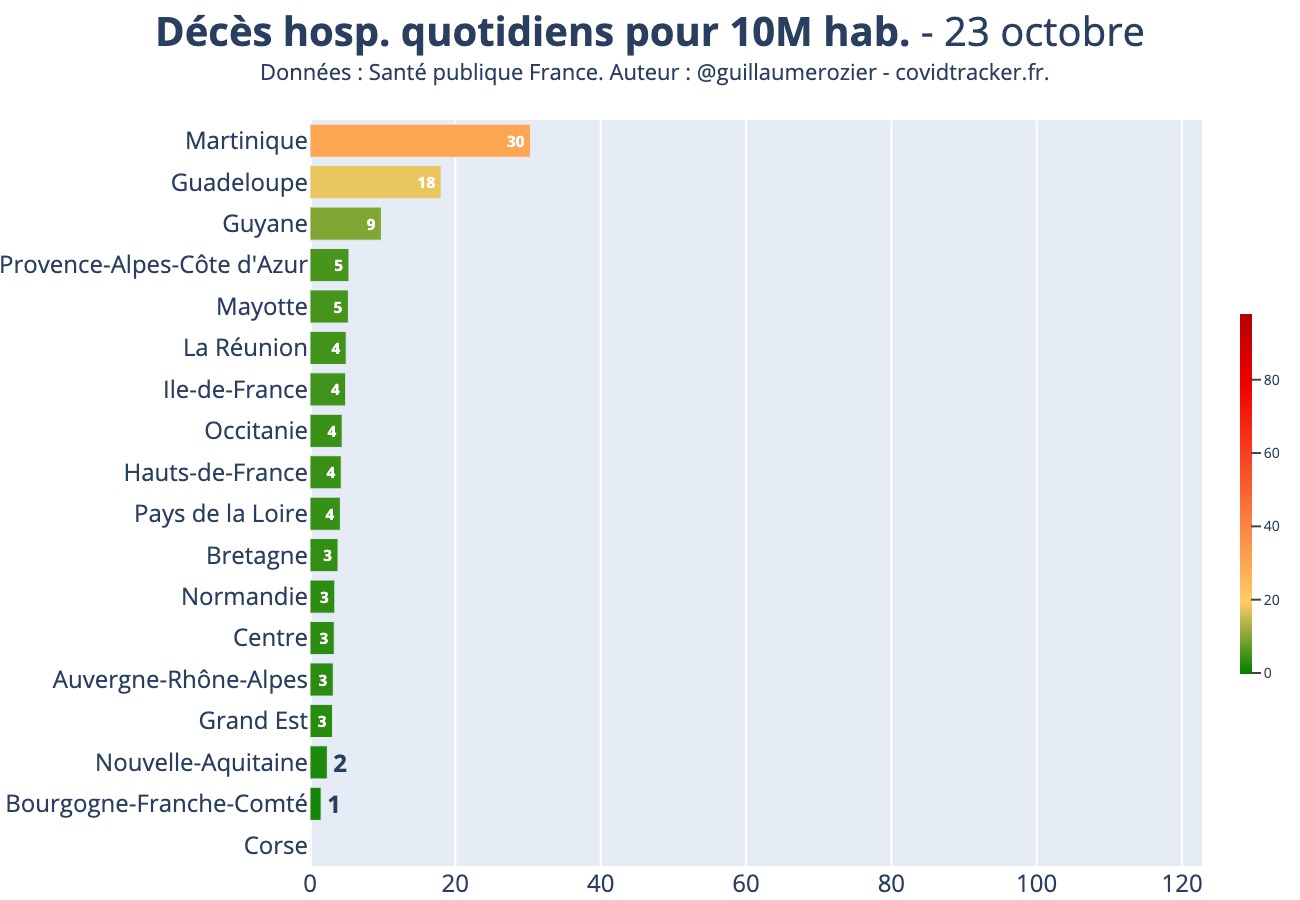 Décès hosp. quotidiens pour 10M hab. - 23 octobre
Données : Santé publique France. Auteur : @guillaumerozier - covidtracker.fr.
Martinique 30
Guadeloupe 18
Guyane 9
Provence-Alpes-Côte d'Azur 5
Mayotte 5
La Réunion 4
Ile-de-France 4
Occitanie 4
Hauts-de-France 4
Pays de la Loire 4
Bretagne 3
Normandie 3
Centre 3
Auvergne-Rhône-Alpes 3
Grand Est 3
Nouvelle-Aquitaine 2
Bourgogne-Franche-Comté 1
Corse
0 20 40 60 80 100 120
80
60
40
20
0